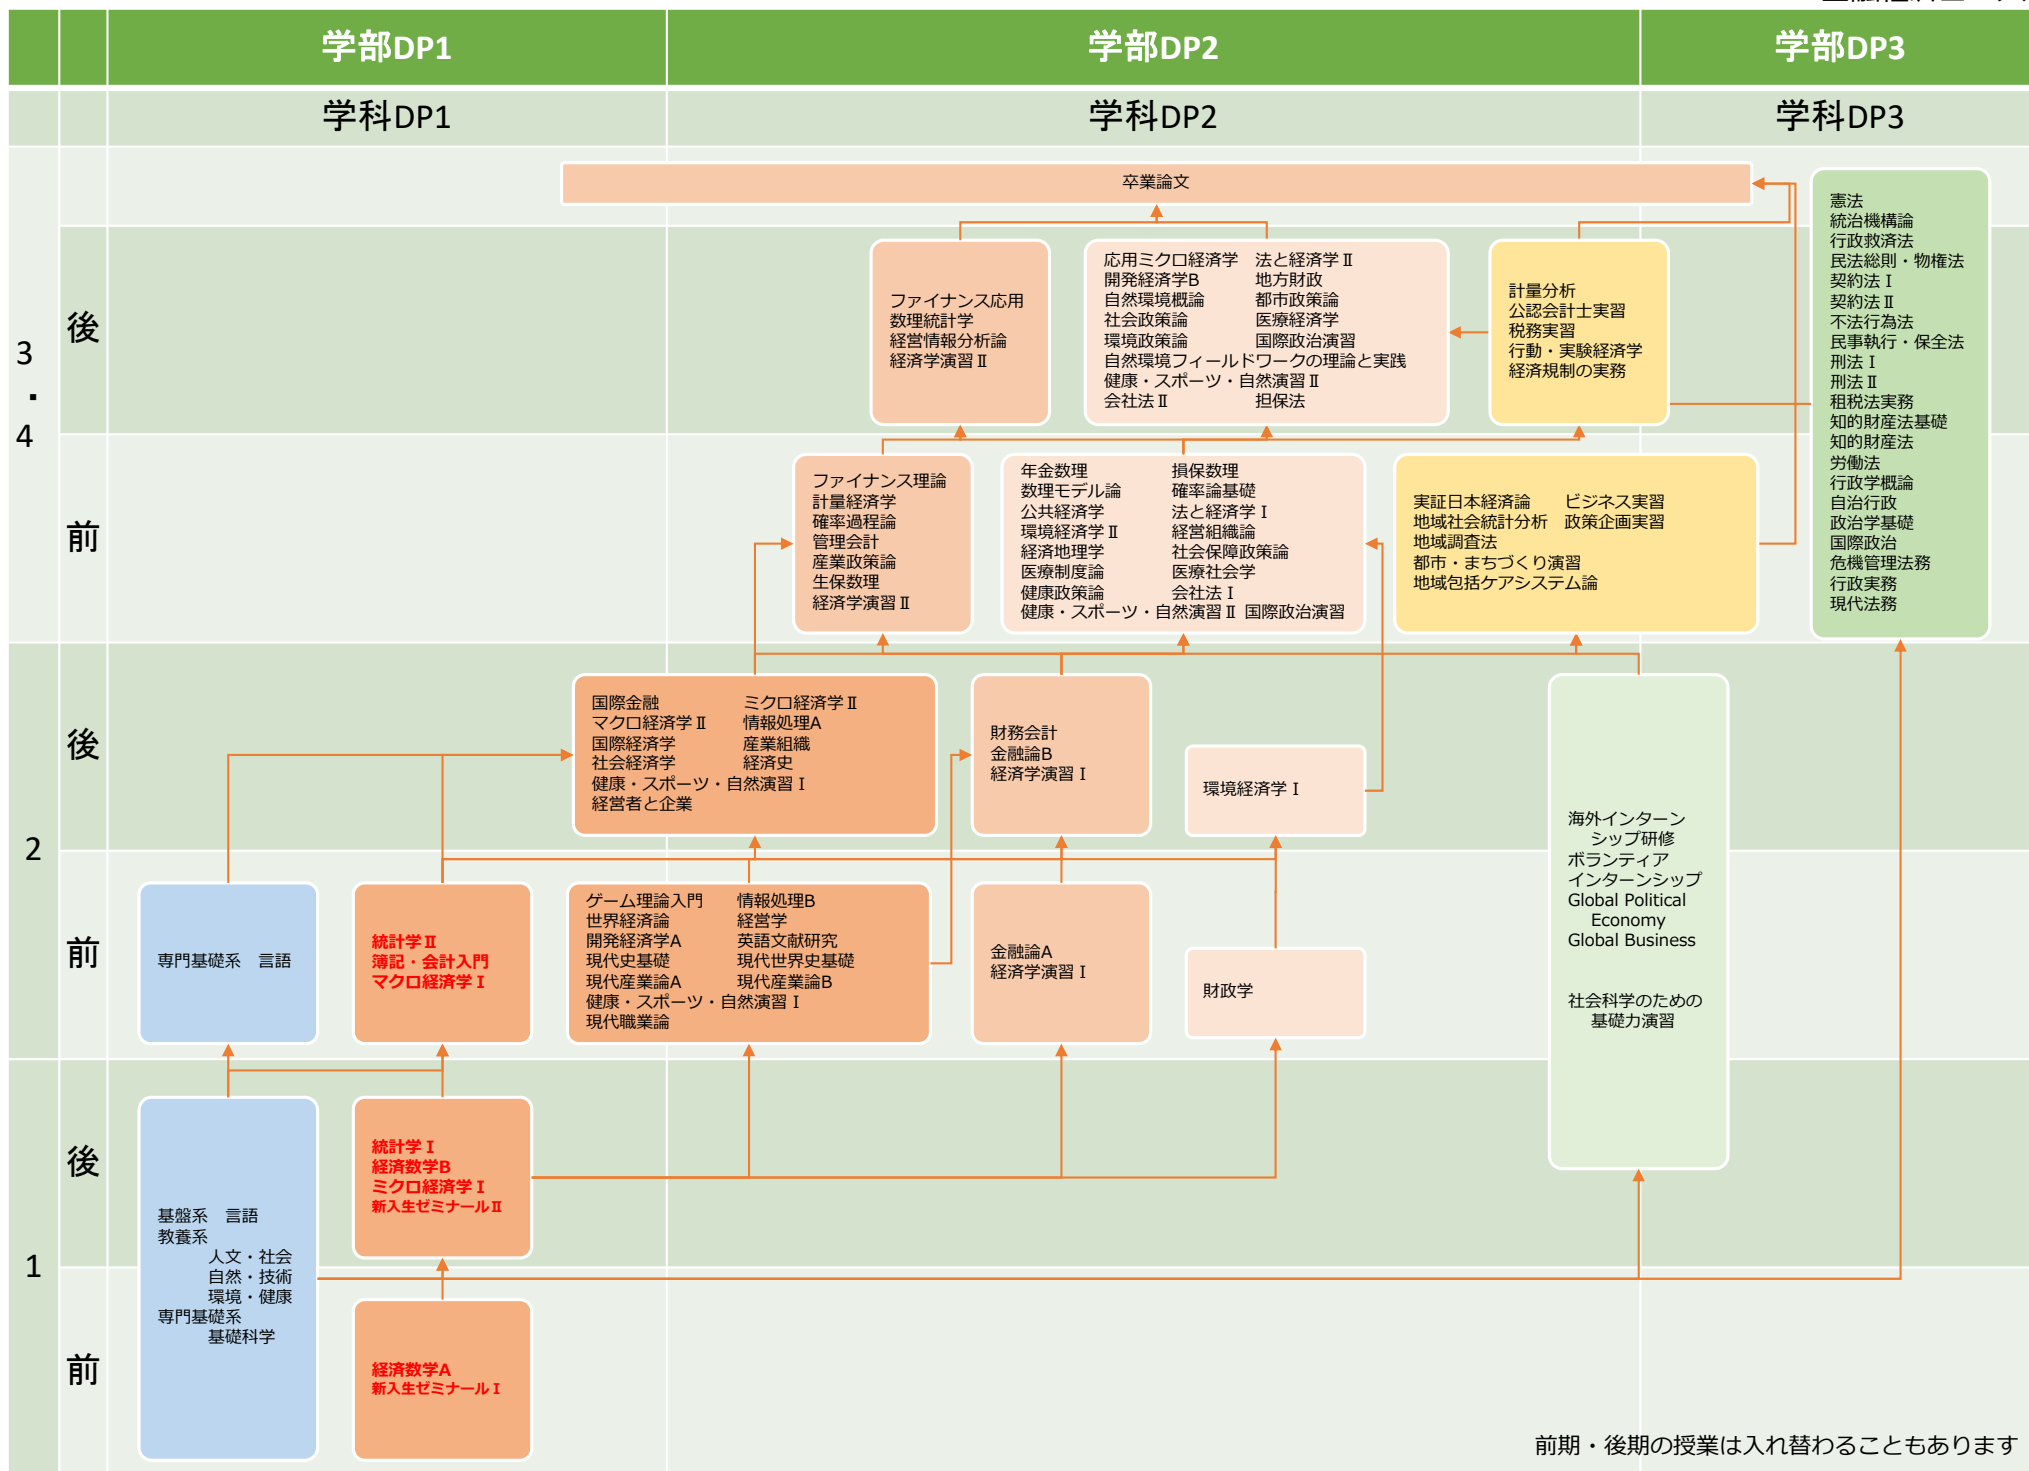 学部DP1
学部DP2
学部DP3
学科DP1
学科DP2
学科DP3
3・4
後
前
2
後
前
1
後
前
卒業論文
ファイナンス応用
数理統計学
経営情報分析論
経済学演習Ⅱ
応用ミクロ経済学 法と経済学Ⅱ
開発経済学B 地方財政
自然環境概論 都市政策論
社会政策論 医療経済学
環境政策論 国際政治演習
自然環境フィールドワークの理論と実践
健康・スポーツ・自然演習Ⅱ
会社法Ⅱ 担保法
計量分析
公認会計士実習
税務実習
行動・実験経済学
経済規制の実務
憲法
統治機構論
行政救済法
民法総則・物権法
契約法Ⅰ
契約法Ⅱ
不法行為法
民事執行・保全法
刑法Ⅰ
刑法Ⅱ
租税法実務
知的財産法基礎
知的財産法
労働法
行政学概論
自治行政
政治学基礎
国際政治
危機管理法務
行政実務
現代法務
ファイナンス理論
計量経済学
確率過程論
管理会計
産業政策論
生保数理
経済学演習Ⅱ
年金数理 損保数理
数理モデル論 確率論基礎
公共経済学 法と経済学Ⅰ
環境経済学Ⅱ 経営組織論
経済地理学 社会保障政策論
医療制度論 医療社会学
健康政策論 会社法Ⅰ
健康・スポーツ・自然演習Ⅱ 国際政治演習
実証日本経済論 ビジネス実習
地域社会統計分析 政策企画実習
地域調査法
都市・まちづくり演習
地域包括ケアシステム論
国際金融 ミクロ経済学Ⅱ
マクロ経済学Ⅱ 情報処理A
国際経済学 産業組織
社会経済学 経済史
健康・スポーツ・自然演習Ⅰ
経営者と企業
財務会計
金融論B
経済学演習Ⅰ
環境経済学Ⅰ
海外インターン
シップ研修
ボランティア
インターンシップ
Global Political
Economy
Global Business
社会科学のための
基礎力演習
専門基礎系 言語
統計学Ⅱ
簿記・会計入門
マクロ経済学Ⅰ
ゲーム理論入門 情報処理B
世界経済論 経営学
開発経済学A 英語文献研究
現代史基礎 現代世界史基礎
現代産業論A 現代産業論B
健康・スポーツ・自然演習Ⅰ
現代職業論
金融論A
経済学演習Ⅰ
財政学
基盤系 言語
教養系
人文・社会
自然・技術
環境・健康
専門基礎系
基礎科学
統計学Ⅰ
経済数学B
ミクロ経済学Ⅰ
新入生ゼミナールⅡ
経済数学A
新入生ゼミナールⅠ
前期・後期の授業は入れ替わることもあります